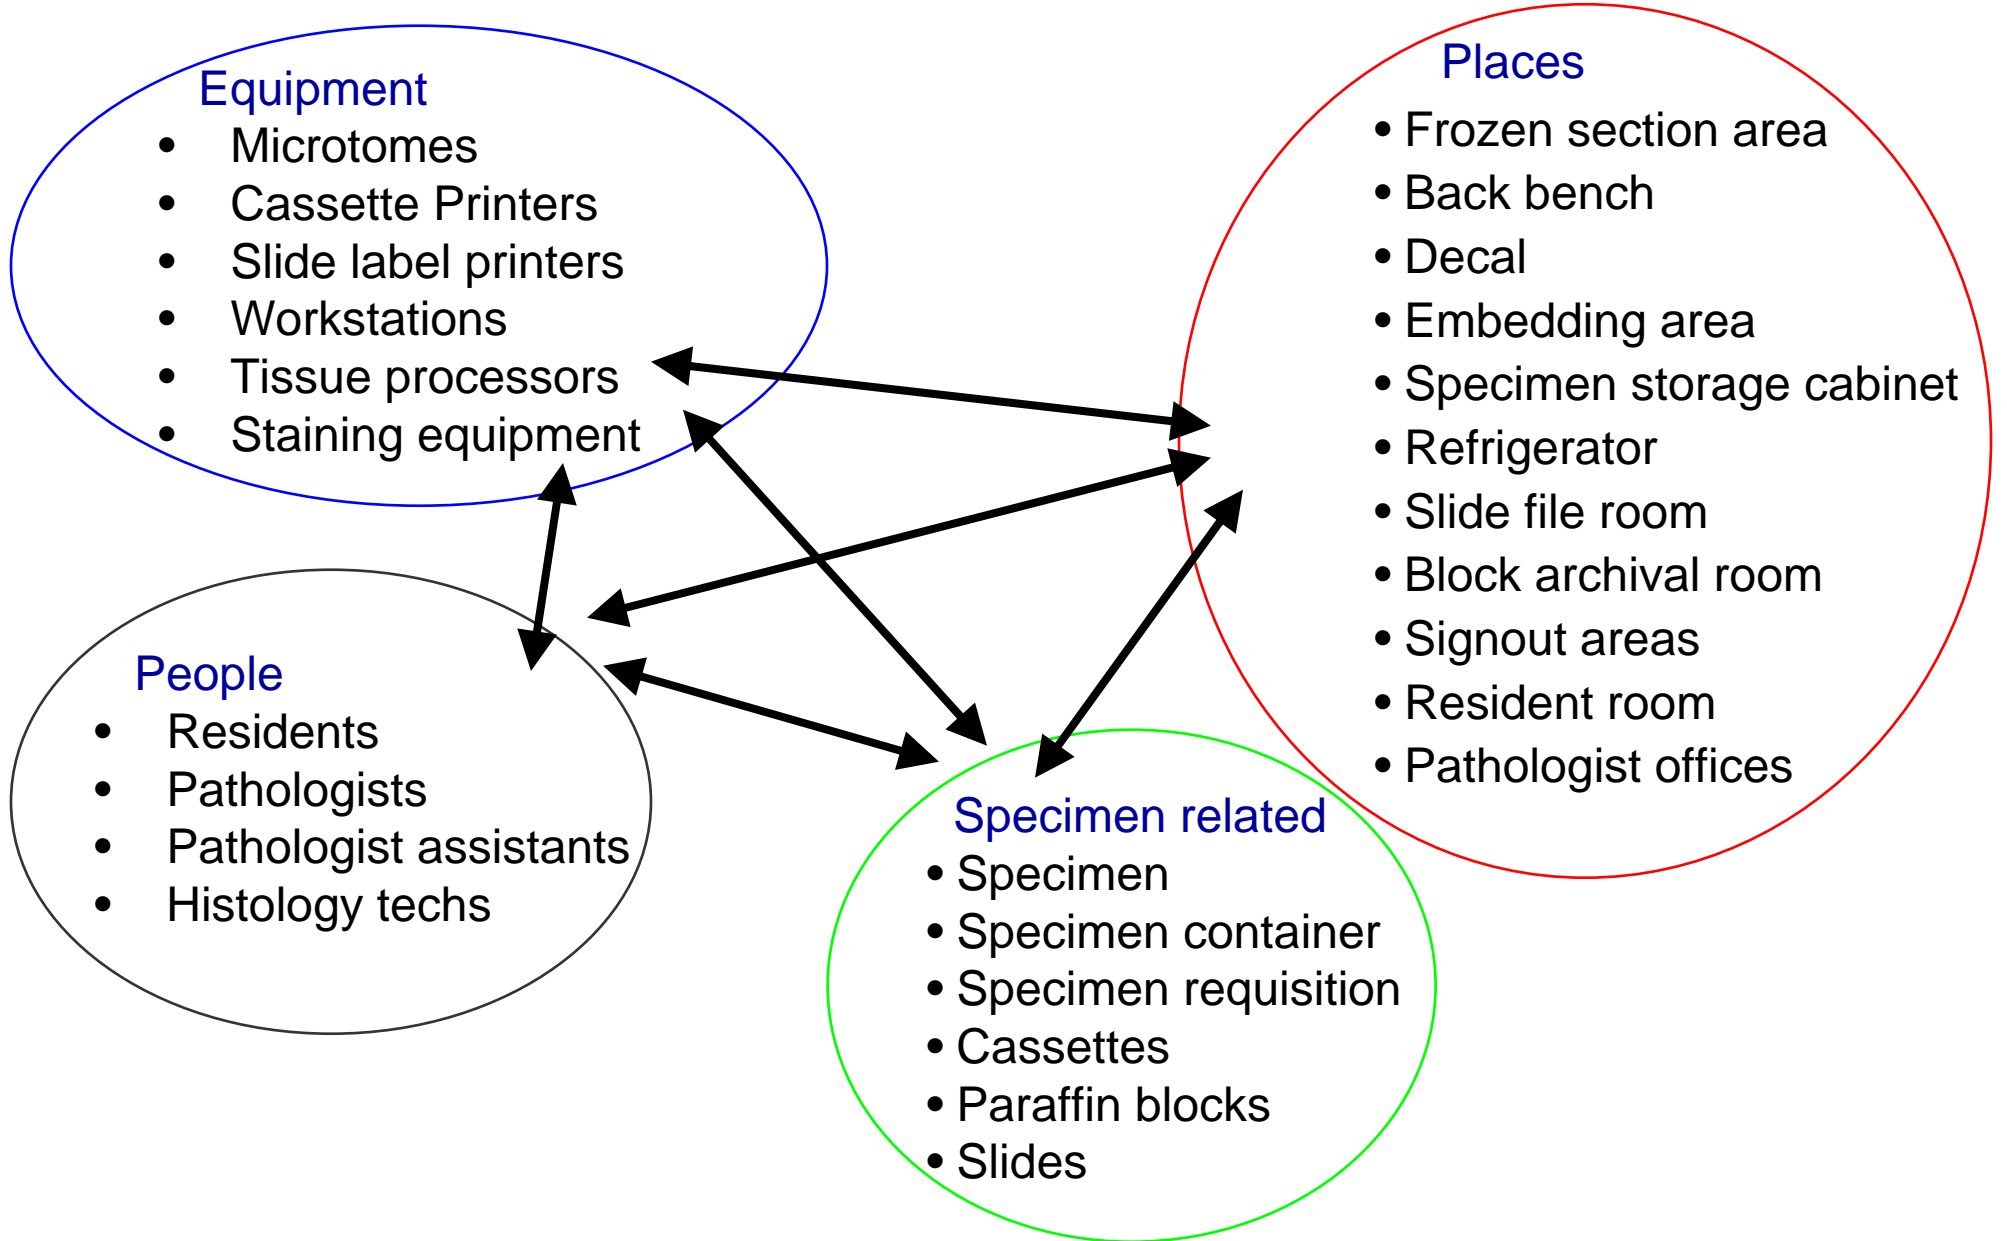 Equipment
• Microtomes
• Cassette Printers
• Slide label printers
• Workstations
• Tissue processors
• Staining equipment
Places
• Frozen section area
• Back bench
• Decal
• Embedding area
• Specimen storage cabinet
• Refrigerator
• Slide file room
• Block archival room
• Signout areas
• Resident room
• Pathologist offices
People
• Residents
• Pathologists
• Pathologist assistants
• Histology techs
Specimen related
• Specimen
• Specimen container
• Specimen requisition
• Cassettes
• Paraffin blocks
• Slides